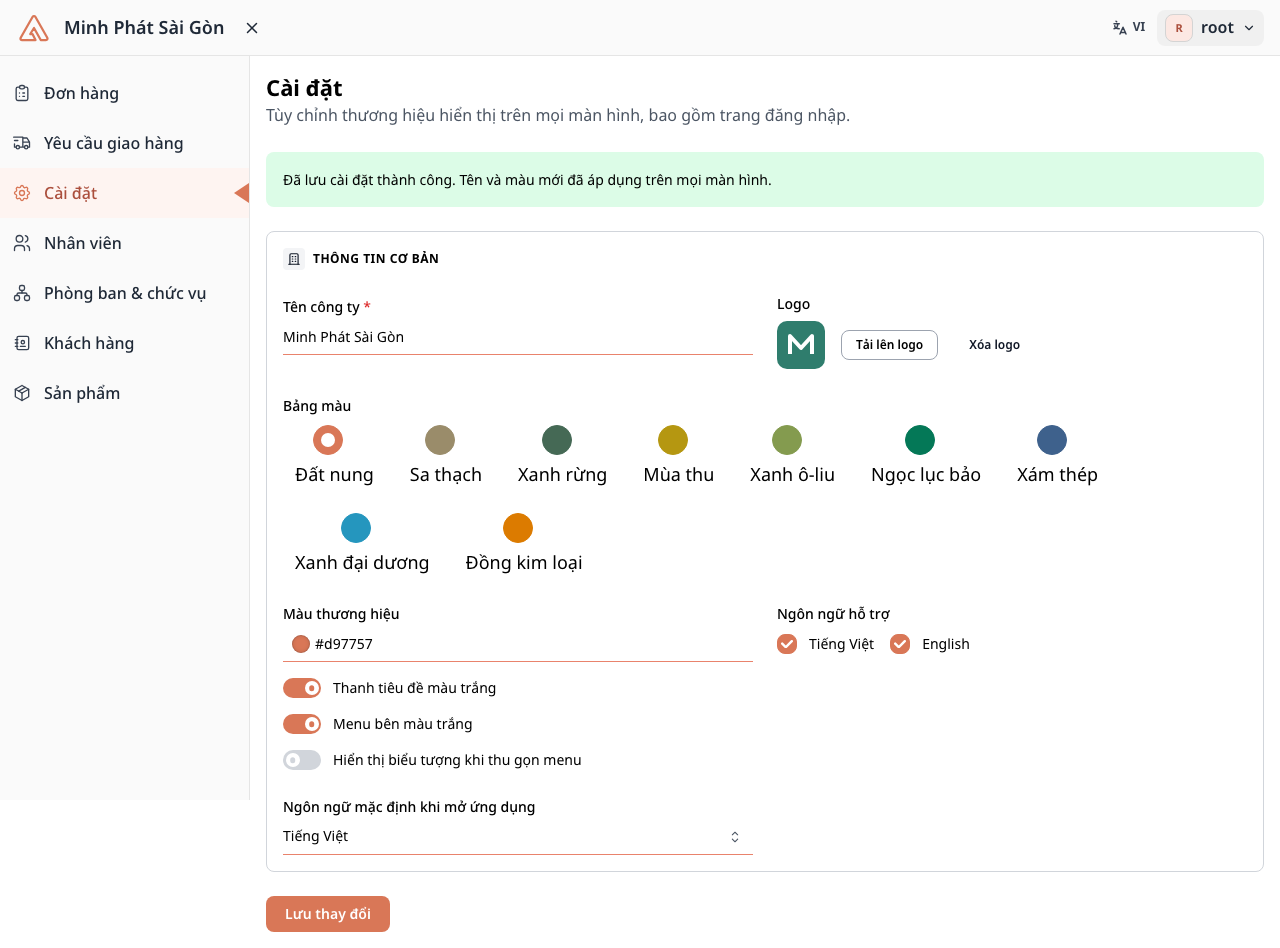 Minh Phát Sài Gòn
VI
R
root
Đơn hàng
Yêu cầu giao hàng
Cài đặt
Nhân viên
Phòng ban & chức vụ
Khách hàng
Sản phẩm
Cài đặt
Tùy chỉnh thương hiệu hiển thị trên mọi màn hình, bao gồm trang đăng nhập.
Đã lưu cài đặt thành công. Tên và màu mới đã áp dụng trên mọi màn hình.
THÔNG TIN CƠ BẢN
Tên công ty *
Minh Phát Sài Gòn
Logo
M
Tải lên logo
Xóa logo
Bảng màu
Đất nung
Sa thạch
Xanh rừng
Mùa thu
Xanh ô-liu
Ngọc lục bảo
Xám thép
Xanh đại dương
Đồng kim loại
Màu thương hiệu
#d97757
Ngôn ngữ hỗ trợ
Tiếng Việt
English
Thanh tiêu đề màu trắng
Menu bên màu trắng
Hiển thị biểu tượng khi thu gọn menu
Ngôn ngữ mặc định khi mở ứng dụng
Tiếng Việt
Lưu thay đổi